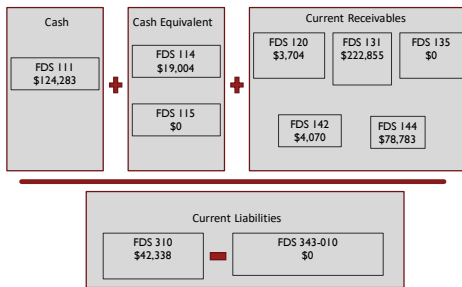 Cash
FDS 111
$124,283
Cash Equivalent
FDS 114
$19,004
FDS 115
$0
Current Receivables
FDS 120
$3,704
FDS 131
$222,855
FDS 135
$0
FDS 142
$4,070
FDS 144
$78,783
Current Liabilities
FDS 310
$42,338
FDS 343-010
$0